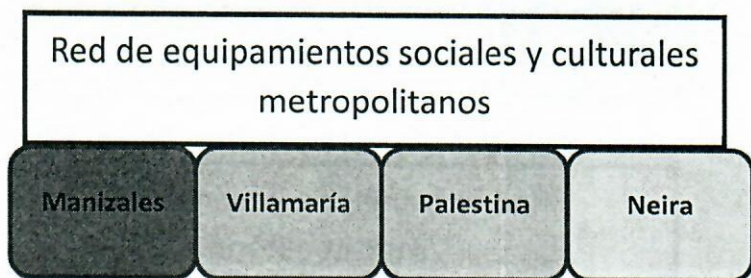 Red de equipamientos sociales y culturales
metropolitanos
Manizales
Villamaría
Palestina
Neira